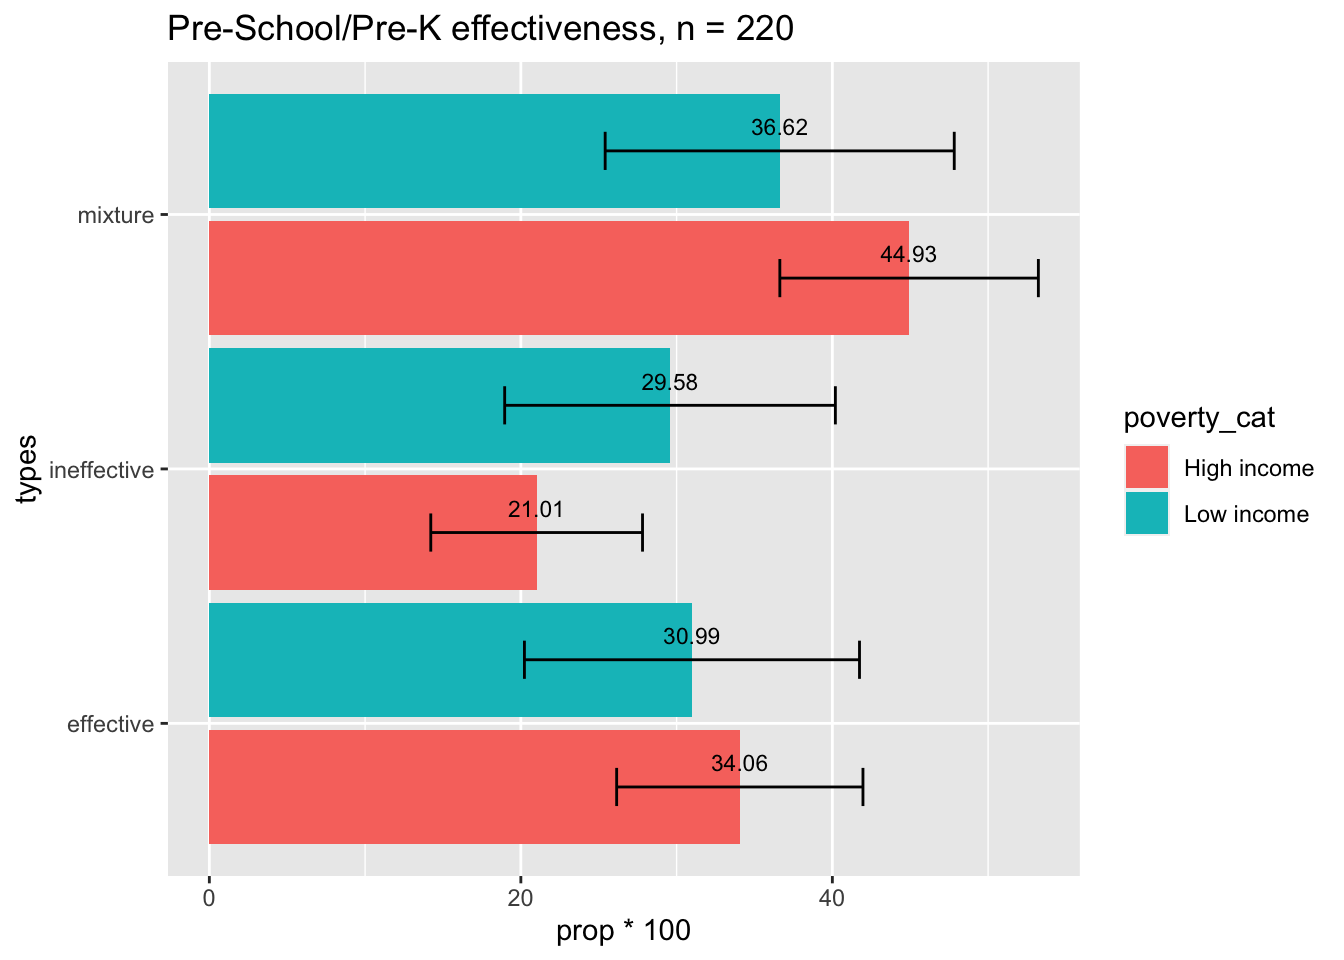 Pre-School/Pre-K effectiveness, n = 220
36.62
mixture
44.93
29.58
ineffective
21.01
30.99
effective
34.06
types
0 20 40
prop * 100
poverty_cat
High income
Low income